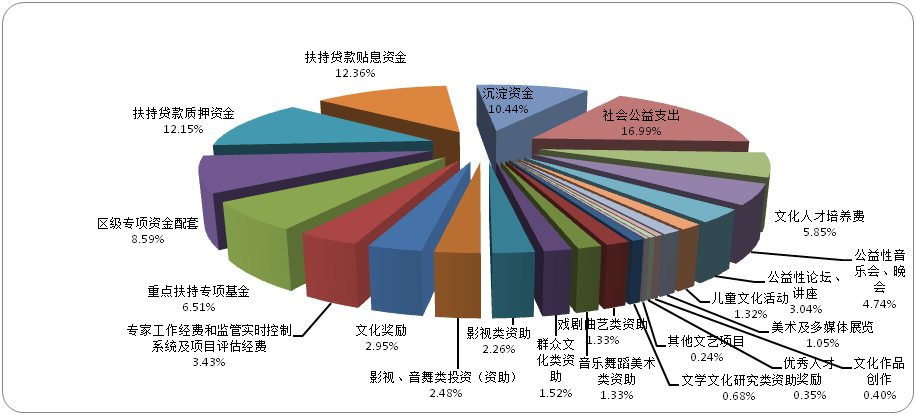 扶持贷款贴息资金
12.36%
沉淀资金
10.44%
社会公益支出
16.99%
扶持贷款质押资金
12.15%
文化人才培养费
5.85%
区级专项资金配套
8.59%
公益性音
乐会、晚
会
4.74%
公益性论坛、
讲座
3.04%
重点扶持专项基金
6.51%
儿童文化活动
1.32%
专家工作经费和监管实时控制
系统及项目评估经费
3.43%
文化奖励
2.95%
影视类资助
2.26%
戏剧曲艺类资助
1.33%
美术及多媒体展览
1.05%
其他文艺项目
0.24%
群众文
化类资
助
1.52%
影视、音舞类投资（资助）
2.48%
音乐舞蹈美术
类资助
1.33%
文学文化研究类资助
0.68%
优秀人才
奖励
0.35%
文化作品
创作
0.40%